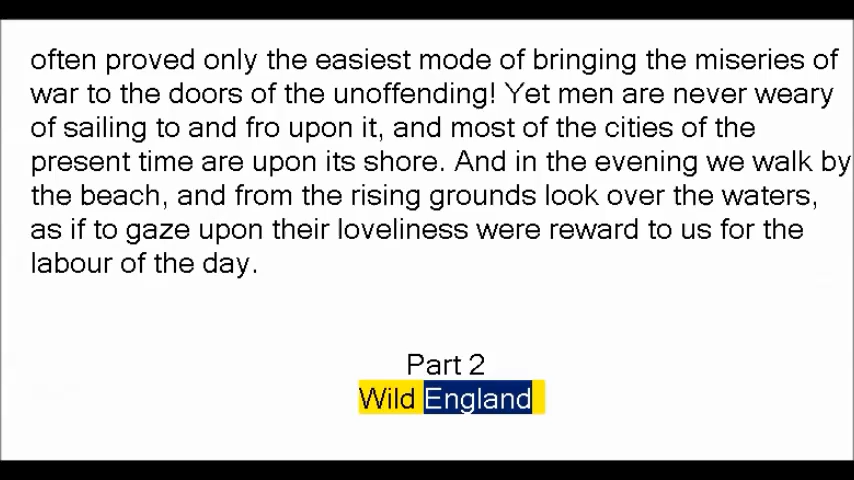 often proved only the easiest mode of bringing the miseries of
war to the doors of the unoffending! Yet men are never weary
of sailing to and fro upon it, and most of the cities of the
present time are upon its shore. And in the evening we walk by
the beach, and from the rising grounds look over the waters,
as if to gaze upon their loveliness were reward to us for the
labour of the day.
Part 2
Wild England